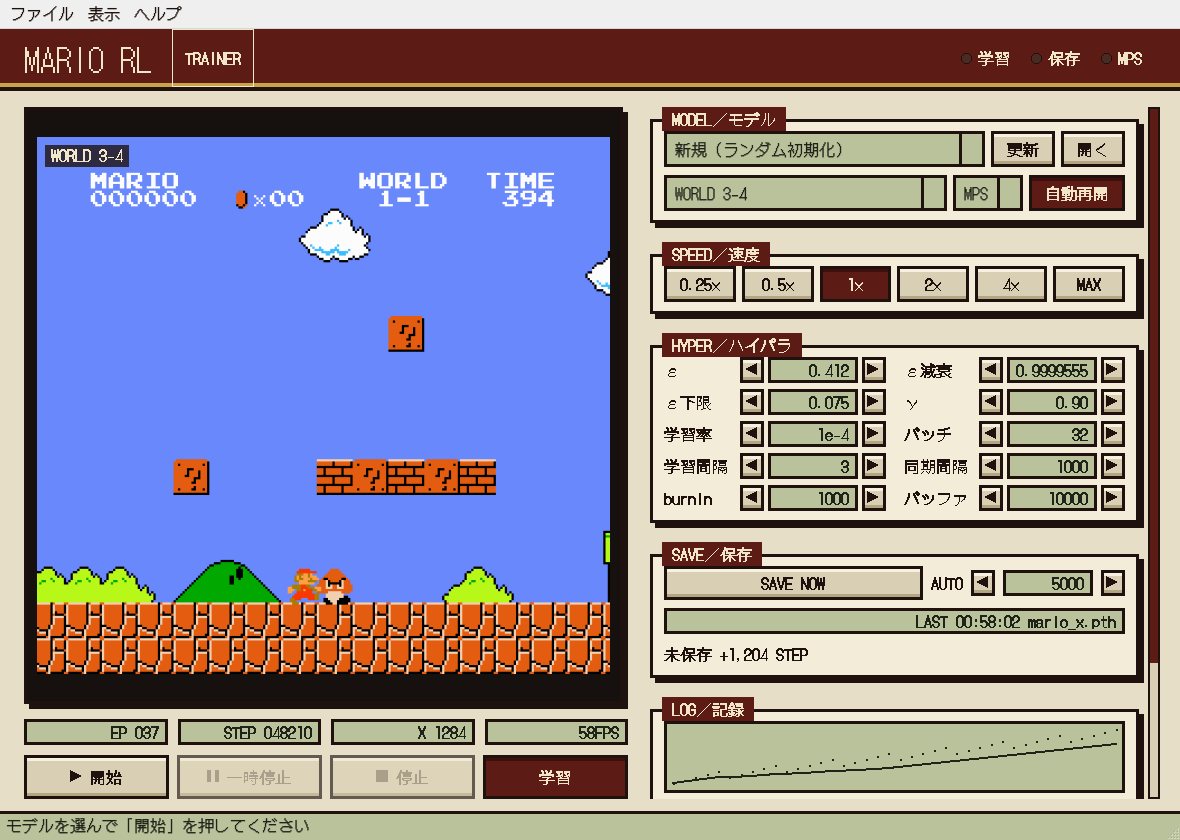 ファイル 表示 ヘルプ
MARIO RL TRAINER 学習 保存 MPS
WORLD 3-4
MARIO WORLD TIME
000000 ×00 1-1 394
? 
?
? ?
EP 037 STEP 048210 X 1284 58FPS
▶ 開始 一時停止 停止 学習
MODEL／モデル
新規（ランダム初期化） 更新 開く
WORLD 3-4 MPS 自動再開
SPEED／速度
0.25× 0.5× 1× 2× 4× MAX
HYPER／ハイパラ
ε 0.412 ε減衰 0.9999555
ε下限 0.075 γ 0.90
学習率 1e-4 バッチ 32
学習間隔 3 同期間隔 1000
burnin 1000 バッファ 10000
SAVE／保存
SAVE NOW AUTO 5000
LAST 00:58:02 mario_x.pth
未保存 +1,204 STEP
LOG／記録
モデルを選んで「開始」を押してください